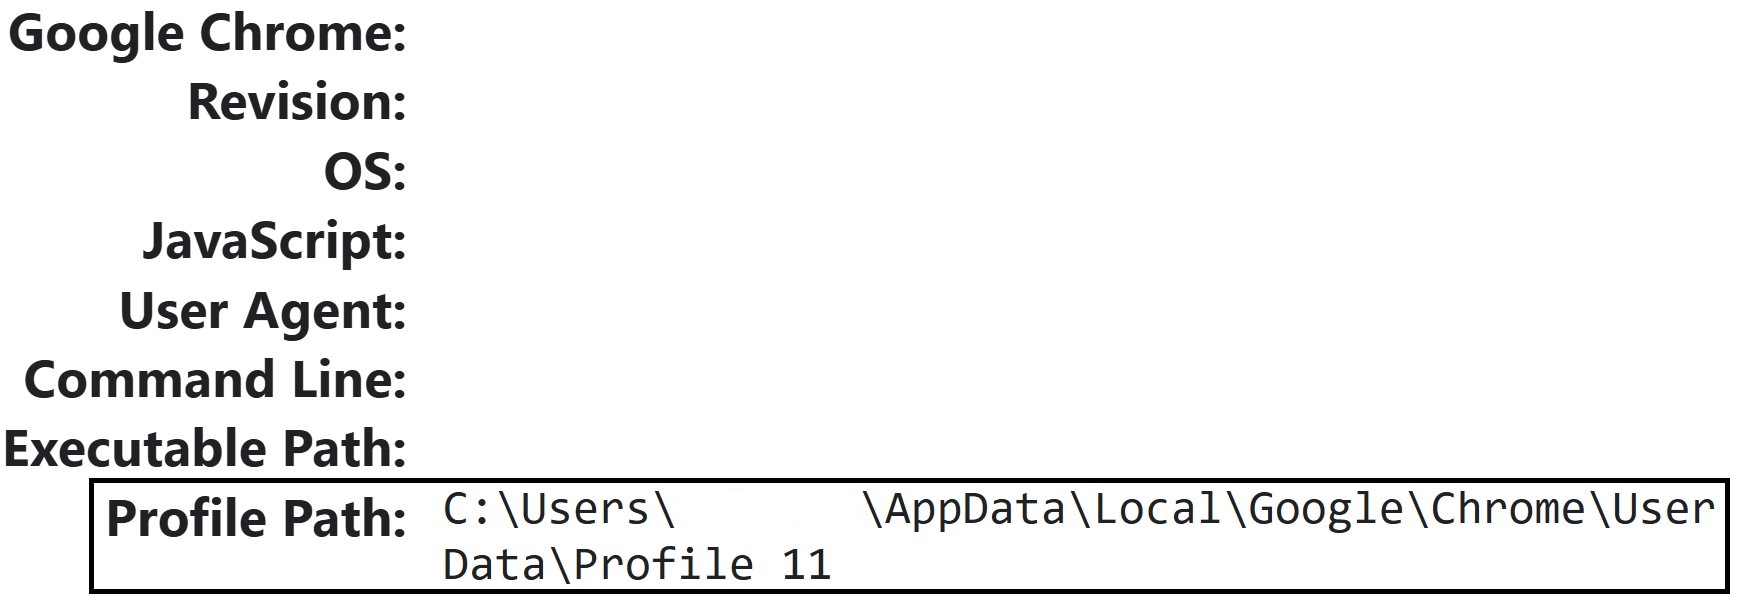 Google Chrome:
Revision:
OS:
JavaScript:
User Agent:
Command Line:
Executable Path:
Profile Path: C:\Users\ \AppData\Local\Google\Chrome\User
Data\Profile 11